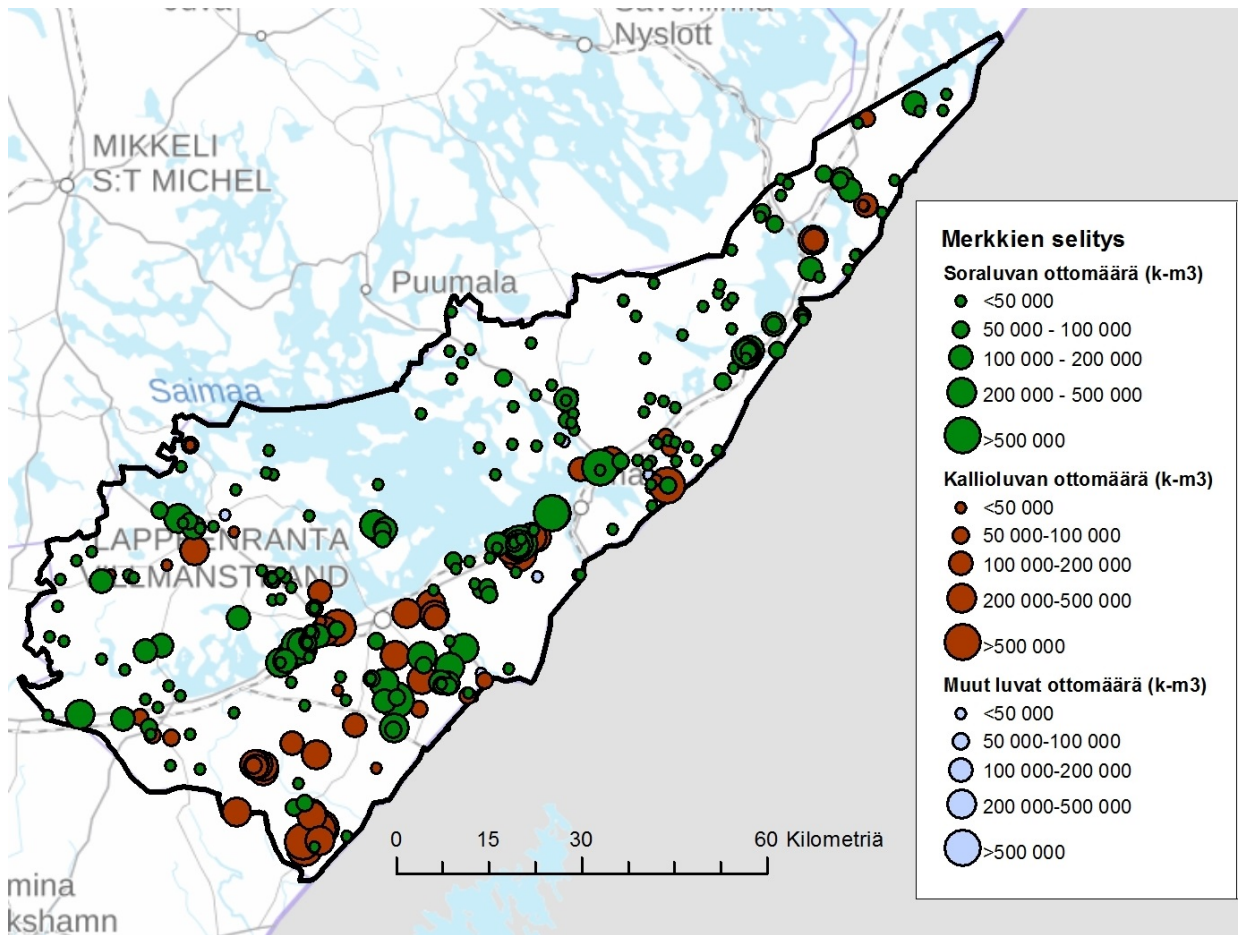 Nyslott
MIKKELI
S:T MICHEL
Puumala
Saimaa
LAPPEENRANTA
VILLMANSTRAND
mina
kshamn
0 15 30 60 Kilometriä
Merkkien selitys
Soraluvan ottomäärä (k-m3)
<50 000
50 000 - 100 000
100 000 - 200 000
200 000 - 500 000
>500 000
Kallioluvan ottomäärä (k-m3)
<50 000
50 000-100 000
100 000-200 000
200 000-500 000
>500 000
Muut luvat ottomäärä (k-m3)
<50 000
50 000-100 000
100 000-200 000
200 000-500 000
>500 000